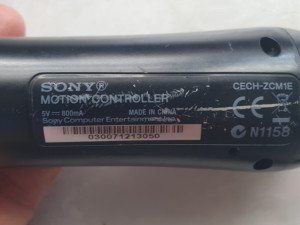 SONY® CECH-ZCM1E
MOTION CONTROLLER
5V 800mA MADE IN CHINA
Sony Computer Entertainment Inc.
N1158
030071213050